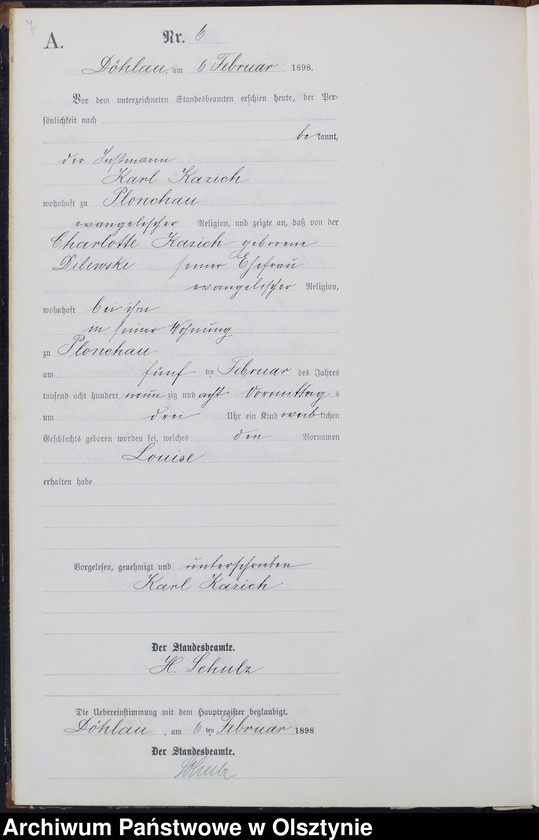 7
A.
Nr. 6
Döhlau, am 6 Februar 1898.
Vor dem unterzeichneten Standesbeamten erschien heute, der Per-
sönlichkeit nach
be kannt,
der Instmann
Karl Kazich
wohnhaft zu Plonchau
evangelischer Religion, und zeigte an, daß von der
Charlotte Kazich geborene
Dilewski seiner Ehefrau
evangelischer Religion,
wohnhaft bei ihm
in seiner Wohnung
zu Plonchau
am fünf ten Februar des Jahres
tausend acht hundert neun zig und acht Vormittag s
um drei Uhr ein Kind weib lichen
Geschlechts geboren worden sei, welches den Vornamen
Louise
erhalten habe
Vorgelesen, genehmigt und unterschrieben
Karl Kazich
Der Standesbeamte.
H. Schulz
Die Uebereinstimmung mit dem Hauptregister beglaubigt.
Döhlau, am 6 ten Februar 1898
Der Standesbeamte.
Schulz
Archiwum Państwowe w Olsztynie